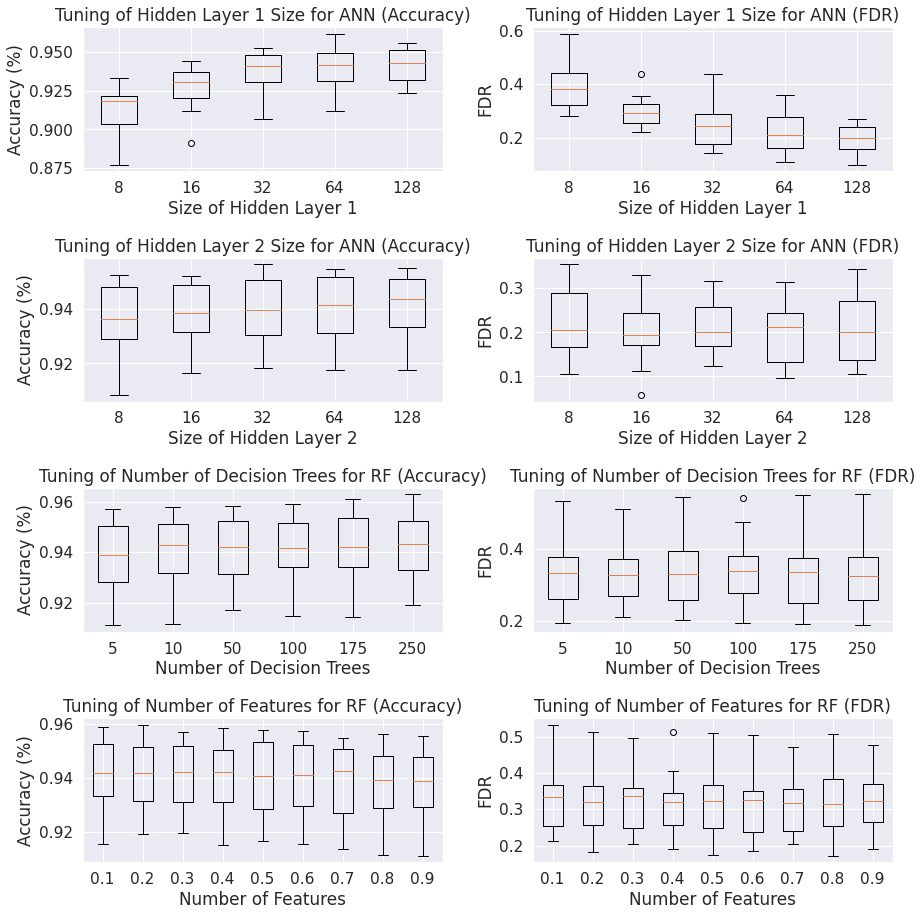 Tuning of Hidden Layer 1 Size for ANN (Accuracy)
Accuracy (%)
0.950
0.925
0.900
0.875
8 16 32 64 128
Size of Hidden Layer 1
Tuning of Hidden Layer 1 Size for ANN (FDR)
FDR
0.6
0.4
0.2
8 16 32 64 128
Size of Hidden Layer 1
Tuning of Hidden Layer 2 Size for ANN (Accuracy)
Accuracy (%)
0.94
0.92
8 16 32 64 128
Size of Hidden Layer 2
Tuning of Hidden Layer 2 Size for ANN (FDR)
FDR
0.3
0.2
0.1
8 16 32 64 128
Size of Hidden Layer 2
Tuning of Number of Decision Trees for RF (Accuracy)
Accuracy (%)
0.96
0.94
0.92
5 10 50 100 175 250
Number of Decision Trees
Tuning of Number of Decision Trees for RF (FDR)
FDR
0.4
0.2
5 10 50 100 175 250
Number of Decision Trees
Tuning of Number of Features for RF (Accuracy)
Accuracy (%)
0.96
0.94
0.92
0.1 0.2 0.3 0.4 0.5 0.6 0.7 0.8 0.9
Number of Features
Tuning of Number of Features for RF (FDR)
FDR
0.5
0.4
0.3
0.2
0.1 0.2 0.3 0.4 0.5 0.6 0.7 0.8 0.9
Number of Features